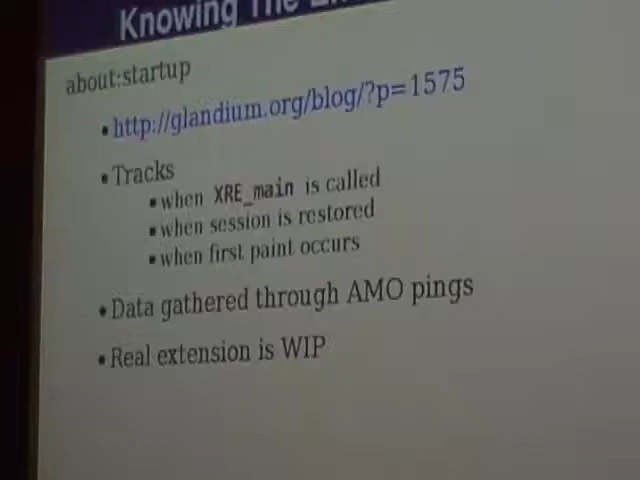 Knowing The
about:startup
• http://glandium.org/blog/?p=1575
• Tracks
• when XRE_main is called
• when session is restored
• when first paint occurs
• Data gathered through AMO pings
• Real extension is WIP